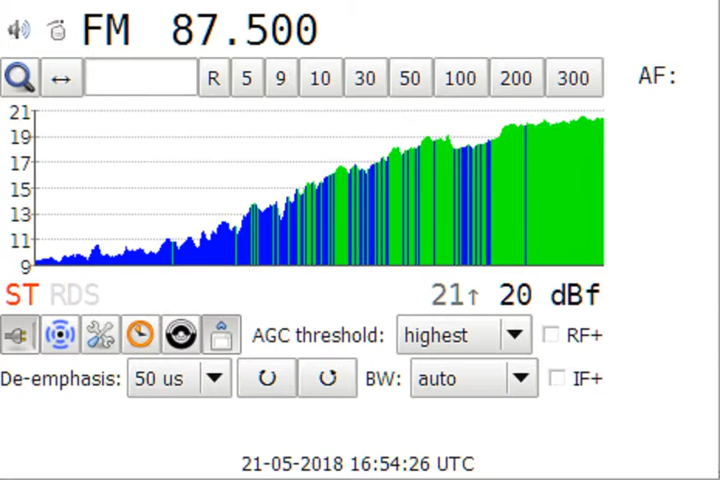 FM 87.500
R 5 9 10 30 50 100 200 300 AF:
21
19
17
15
13
11
9
ST RDS 21↑ 20 dBf
AGC threshold: highest RF+
De-emphasis: 50 us BW: auto IF+
21-05-2018 16:54:26 UTC